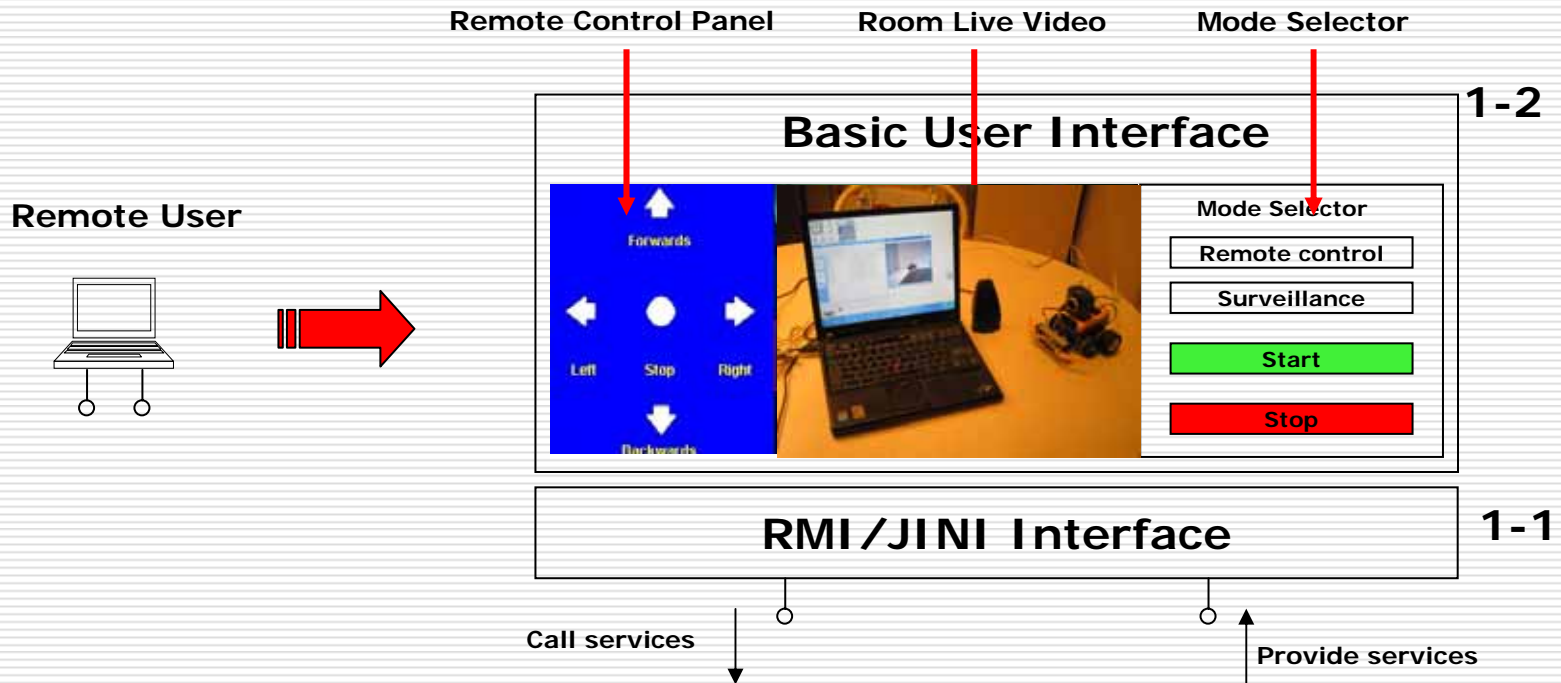 Remote Control Panel
Room Live Video
Mode Selector
1-2
Basic User Interface
Remote User
Forwards
Left
Stop
Right
Backwards
Mode Selector
Remote control
Surveillance
Start
Stop
RMI/JINI Interface
1-1
Call services
Provide services